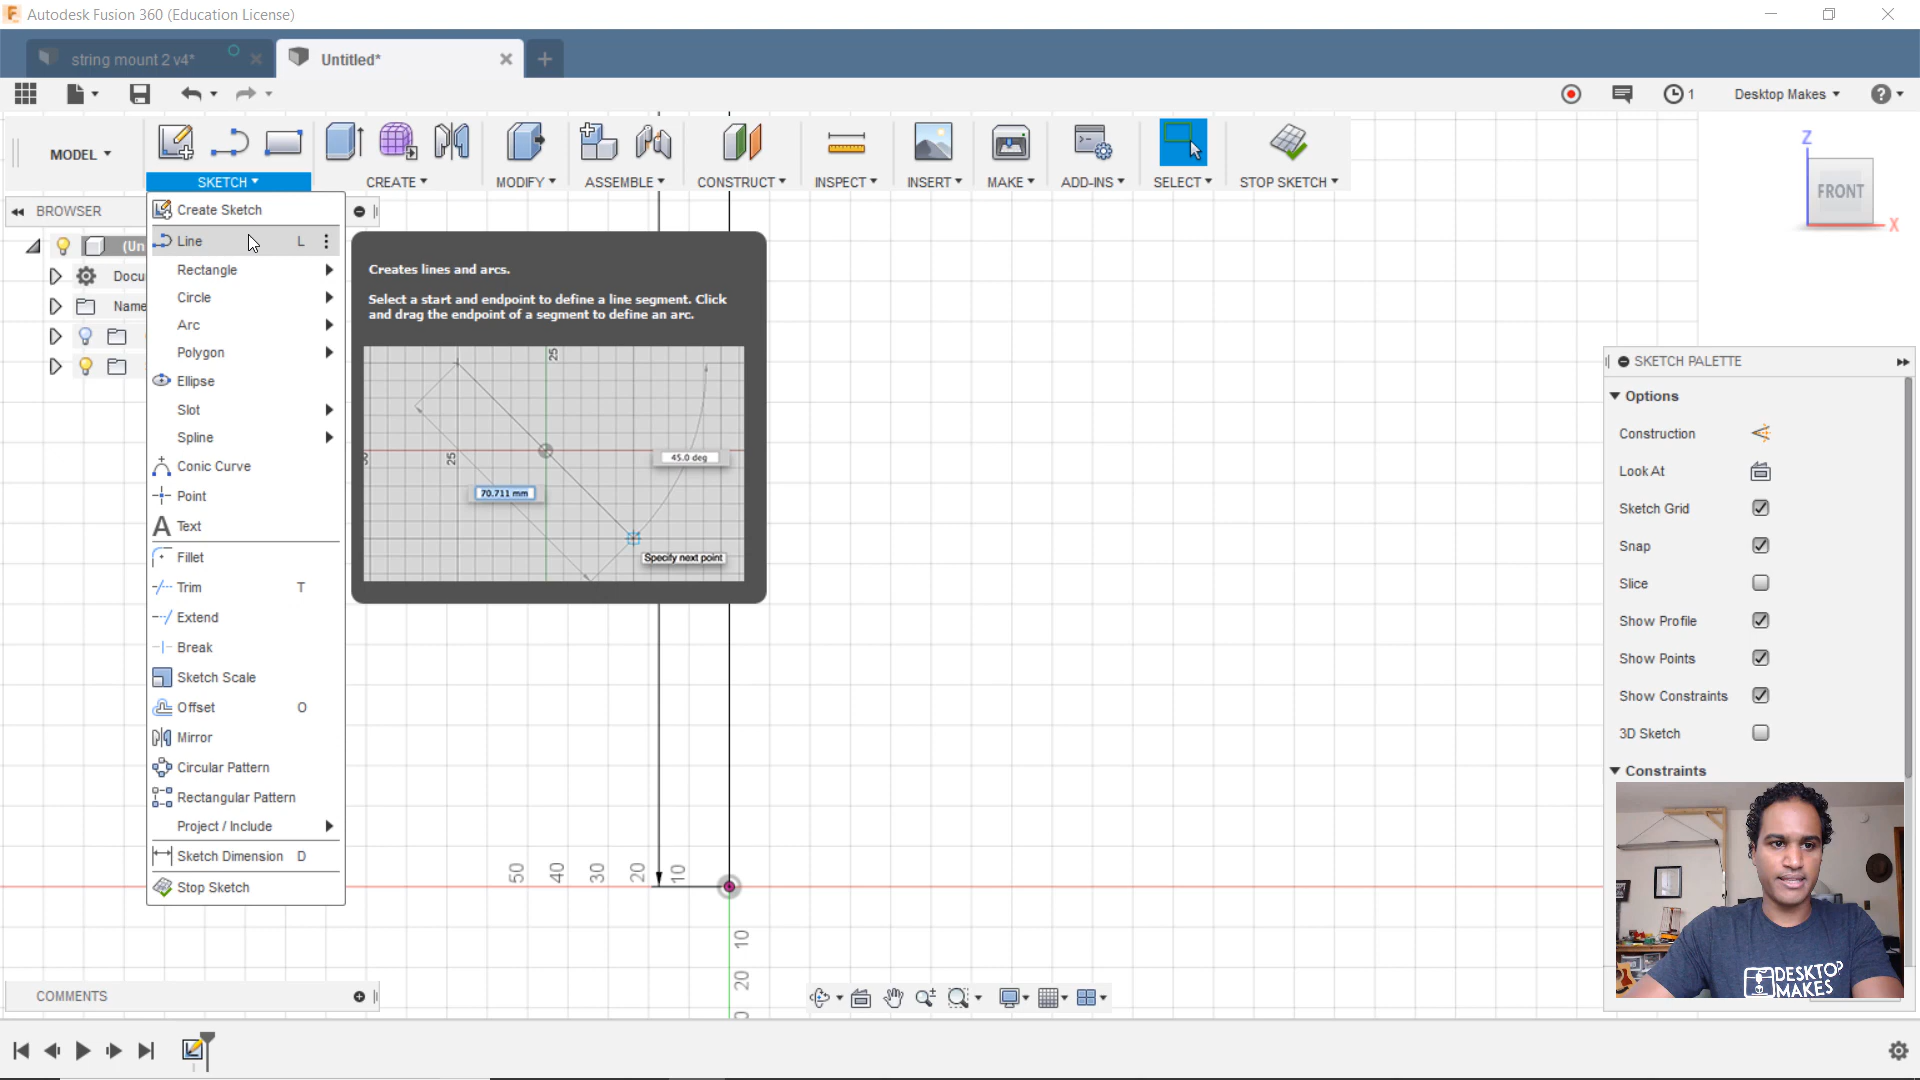 Autodesk Fusion 360 (Education License)
string mount 2 v4*
Untitled*
1
Desktop Makes
MODEL
SKETCH
CREATE
MODIFY
ASSEMBLE
CONSTRUCT
INSPECT
INSERT
MAKE
ADD-INS
SELECT
STOP SKETCH
BROWSER
(Un
Docu
Name
Create Sketch
Line L
Rectangle
Circle
Arc
Polygon
Ellipse
Slot
Spline
Conic Curve
Point
Text
Fillet
Trim T
Extend
Break
Sketch Scale
Offset O
Mirror
Circular Pattern
Rectangular Pattern
Project / Include
Sketch Dimension D
Stop Sketch
Creates lines and arcs.
Select a start and endpoint to define a line segment. Click
and drag the endpoint of a segment to define an arc.
25
25
45.0 deg
70.711 mm
Specify next point
Z
FRONT
X
SKETCH PALETTE
Options
Construction
Look At
Sketch Grid
Snap
Slice
Show Profile
Show Points
Show Constraints
3D Sketch
Constraints
50 40 30 20 10
10
20
DESKTOP
MAKES
COMMENTS